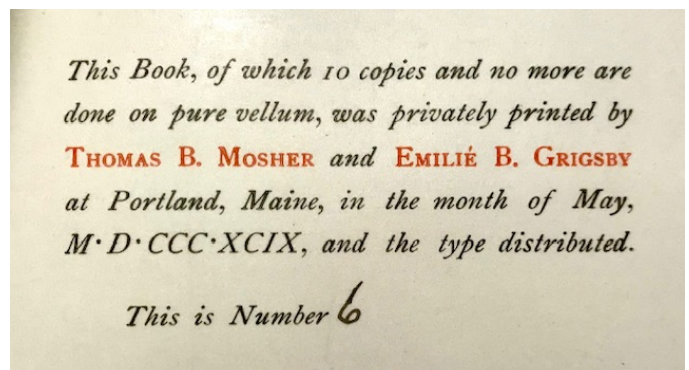 This Book, of which 10 copies and no more are
done on pure vellum, was privately printed by
THOMAS B. MOSHER and EMILIÉ B. GRIGSBY
at Portland, Maine, in the month of May,
M·D·CCC·XCIX, and the type distributed.
This is Number 6